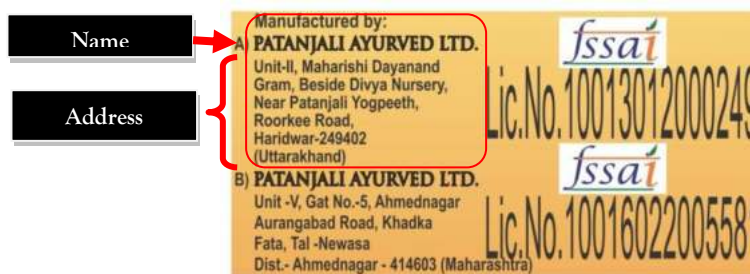 Name
Address
Manufactured by:
A) PATANJALI AYURVED LTD.
Unit-II, Maharishi Dayanand
Gram, Beside Divya Nursery,
Near Patanjali Yogpeeth,
Roorkee Road,
Haridwar-249402
(Uttarakhand)
fssai
Lic.No.
B) PATANJALI AYURVED LTD.
Unit -V, Gat No.-5, Ahmednagar
Aurangabad Road, Khadka
Fata, Tal -Newasa
Dist.- Ahmednagar - 414603 (Maharashtra)
fssai
Lic.No.1001602200558